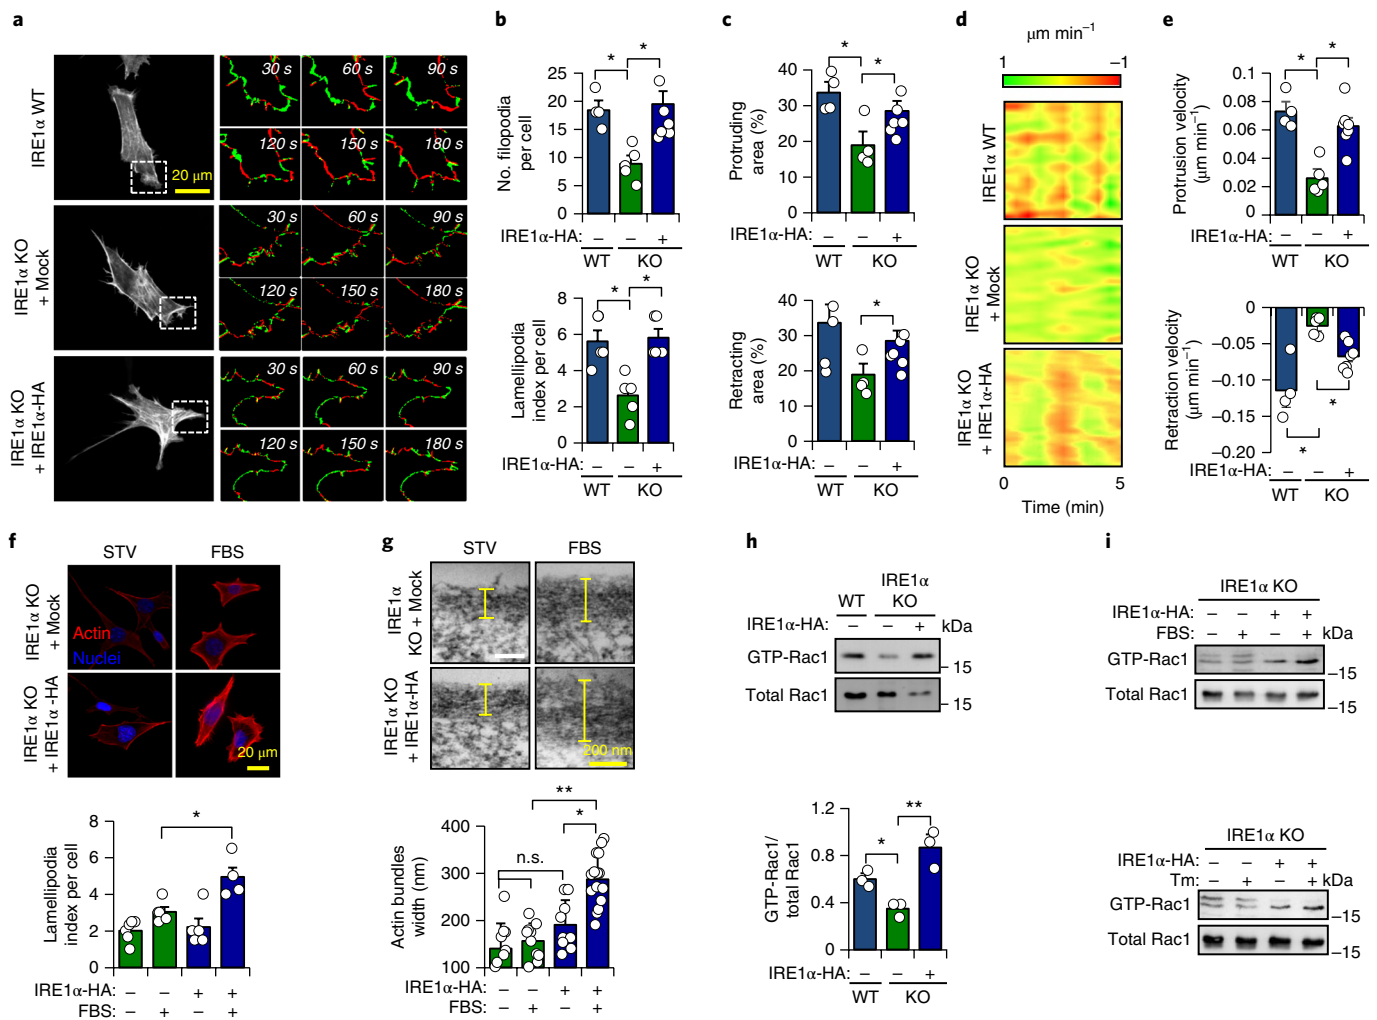 a
IRE1α WT
30 s
60 s
90 s
120 s
150 s
180 s
20 μm
IRE1α KO
+ Mock
30 s
60 s
90 s
120 s
150 s
180 s
IRE1α KO
+ IRE1α-HA
30 s
60 s
90 s
120 s
150 s
180 s
b
No. filopodia
per cell
25
20
15
10
5
0
* *
IRE1α-HA: – – +
WT KO
Lamellipodia
index per cell
8
6
4
2
0
* *
IRE1α-HA: – – +
WT KO
c
Protruding
area (%)
40
30
20
10
0
* *
IRE1α-HA: – – +
WT KO
Retracting
area (%)
40
30
20
10
0
*
IRE1α-HA: – – +
WT KO
d
μm min–1
1 –1
IRE1α WT
IRE1α KO
+ Mock
IRE1α KO
+ IRE1α-HA
0 5
Time (min)
e
Protrusion velocity
(μm min–1)
0.1
0.08
0.06
0.04
0.02
0
* *
IRE1α-HA: – – +
WT KO
Retraction velocity
(μm min–1)
0
–0.05
–0.10
–0.15
–0.20
* *
IRE1α-HA: – – +
WT KO
f
STV FBS
IRE1α KO
+ Mock
Actin
Nuclei
IRE1α KO
+ IRE1α -HA
20 μm
Lamellipodia
index per cell
8
6
4
2
0
*
IRE1α-HA: – – + +
FBS: – + – +
g
STV FBS
IRE1α
KO + Mock
IRE1α KO
+ IRE1α-HA
200 nm
Actin bundles
width (nm)
400
300
200
100
**
*
n.s.
IRE1α-HA: – – + +
FBS: – + – +
h
WT IRE1α
KO
IRE1α-HA: – – + kDa
GTP-Rac1 – 15
Total Rac1 – 15
GTP-Rac1/
total Rac1
1.2
0.8
0.4
0
* **
IRE1α-HA: – – +
WT KO
i
IRE1α KO
IRE1α-HA: – – + +
FBS: – + – + kDa
GTP-Rac1 –15
Total Rac1 –15
IRE1α KO
IRE1α-HA: – – + +
Tm: – + – + kDa
GTP-Rac1 –15
Total Rac1 –15